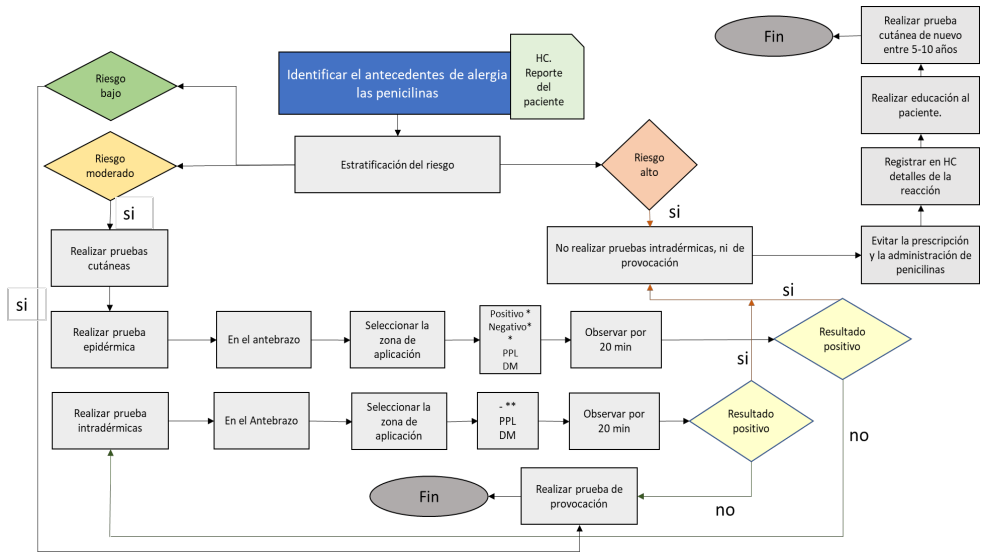 Identificar el antecedentes de alergia
las penicilinas
HC.
Reporte
del
paciente
Fin
Realizar prueba
cutánea de nuevo
entre 5-10 años
Riesgo
bajo
Realizar educación al
paciente.
Riesgo
moderado
Estratificación del riesgo
Riesgo
alto
Registrar en HC
detalles de la
reacción
si
si
Realizar pruebas
cutáneas
No realizar pruebas intradérmicas, ni de
provocación
Evitar la prescripción
y la administración de
penicilinas
si
si
Realizar prueba
epidérmica
En el antebrazo
Seleccionar la
zona de
aplicación
Positivo *
Negativo*
*
PPL
DM
Observar por
20 min
Resultado
positivo
si
Realizar prueba
intradérmicas
En el Antebrazo
Seleccionar la
zona de
aplicación
- **
PPL
DM
Observar por
20 min
Resultado
positivo
no
Fin
Realizar prueba de
provocación
no